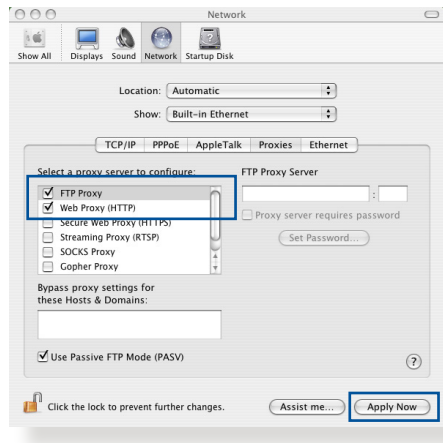 Network
Show All Displays Sound Network Startup Disk
Location: Automatic
Show: Built-in Ethernet
TCP/IP PPPoE AppleTalk Proxies Ethernet
Select a proxy server to configure: FTP Proxy Server
FTP Proxy
Web Proxy (HTTP) :
Secure Web Proxy (HTTPS) Proxy server requires password
Streaming Proxy (RTSP) Set Password...
SOCKS Proxy
Gopher Proxy
Bypass proxy settings for
these Hosts & Domains:
Use Passive FTP Mode (PASV) ?
Click the lock to prevent further changes. Assist me... Apply Now